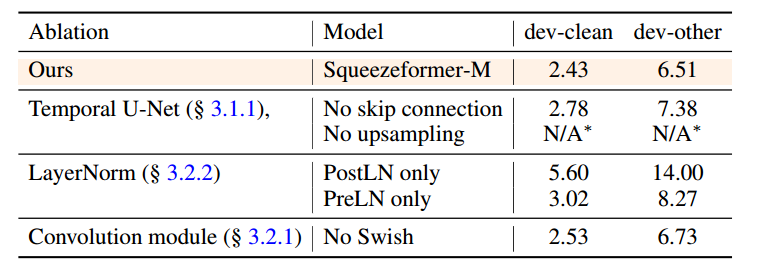 Ablation Model dev-clean dev-other
Ours Squeezeformer-M 2.43 6.51
Temporal U-Net (§ 3.1.1), No skip connection 2.78 7.38
No upsampling N/A* N/A*
LayerNorm (§ 3.2.2) PostLN only 5.60 14.00
PreLN only 3.02 8.27
Convolution module (§ 3.2.1) No Swish 2.53 6.73